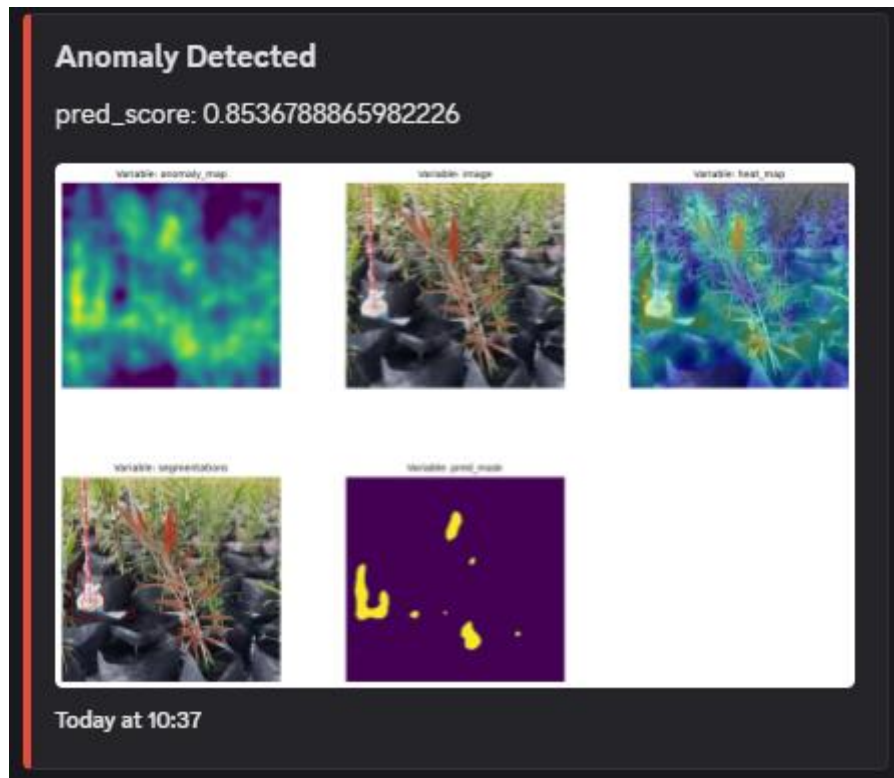 Anomaly Detected
pred_score: 0.8536788865982226
Variable: anomaly_map
Variable: image
Variable: heat_map
Variable: segmentations
Variable: pred_mask
Today at 10:37